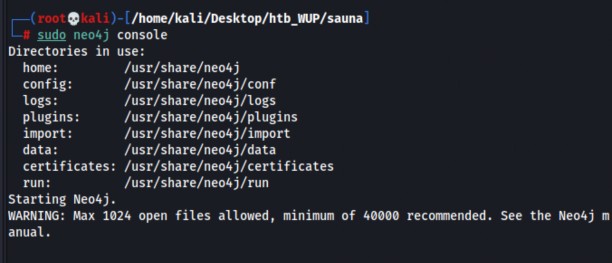 (root💀kali)-[/home/kali/Desktop/htb_WUP/sauna]
# sudo neo4j console
Directories in use:
home: /usr/share/neo4j
config: /usr/share/neo4j/conf
logs: /usr/share/neo4j/logs
plugins: /usr/share/neo4j/plugins
import: /usr/share/neo4j/import
data: /usr/share/neo4j/data
certificates: /usr/share/neo4j/certificates
run: /usr/share/neo4j/run
Starting Neo4j.
WARNING: Max 1024 open files allowed, minimum of 40000 recommended. See the Neo4j m
anual.